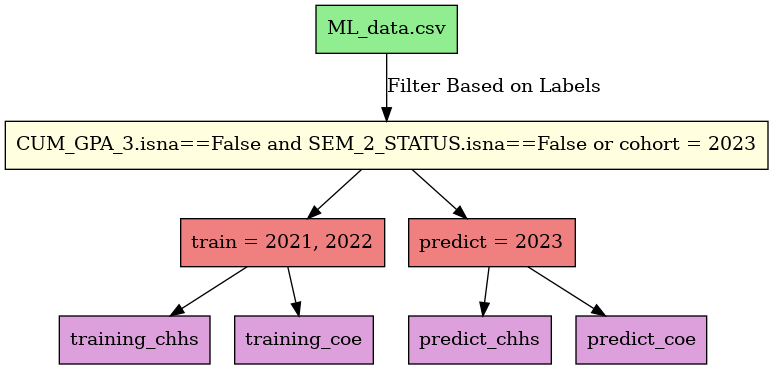 ML_data.csv
Filter Based on Labels
CUM_GPA_3.isna==False and SEM_2_STATUS.isna==False or cohort = 2023
train = 2021, 2022
predict = 2023
training_chhs
training_coe
predict_chhs
predict_coe